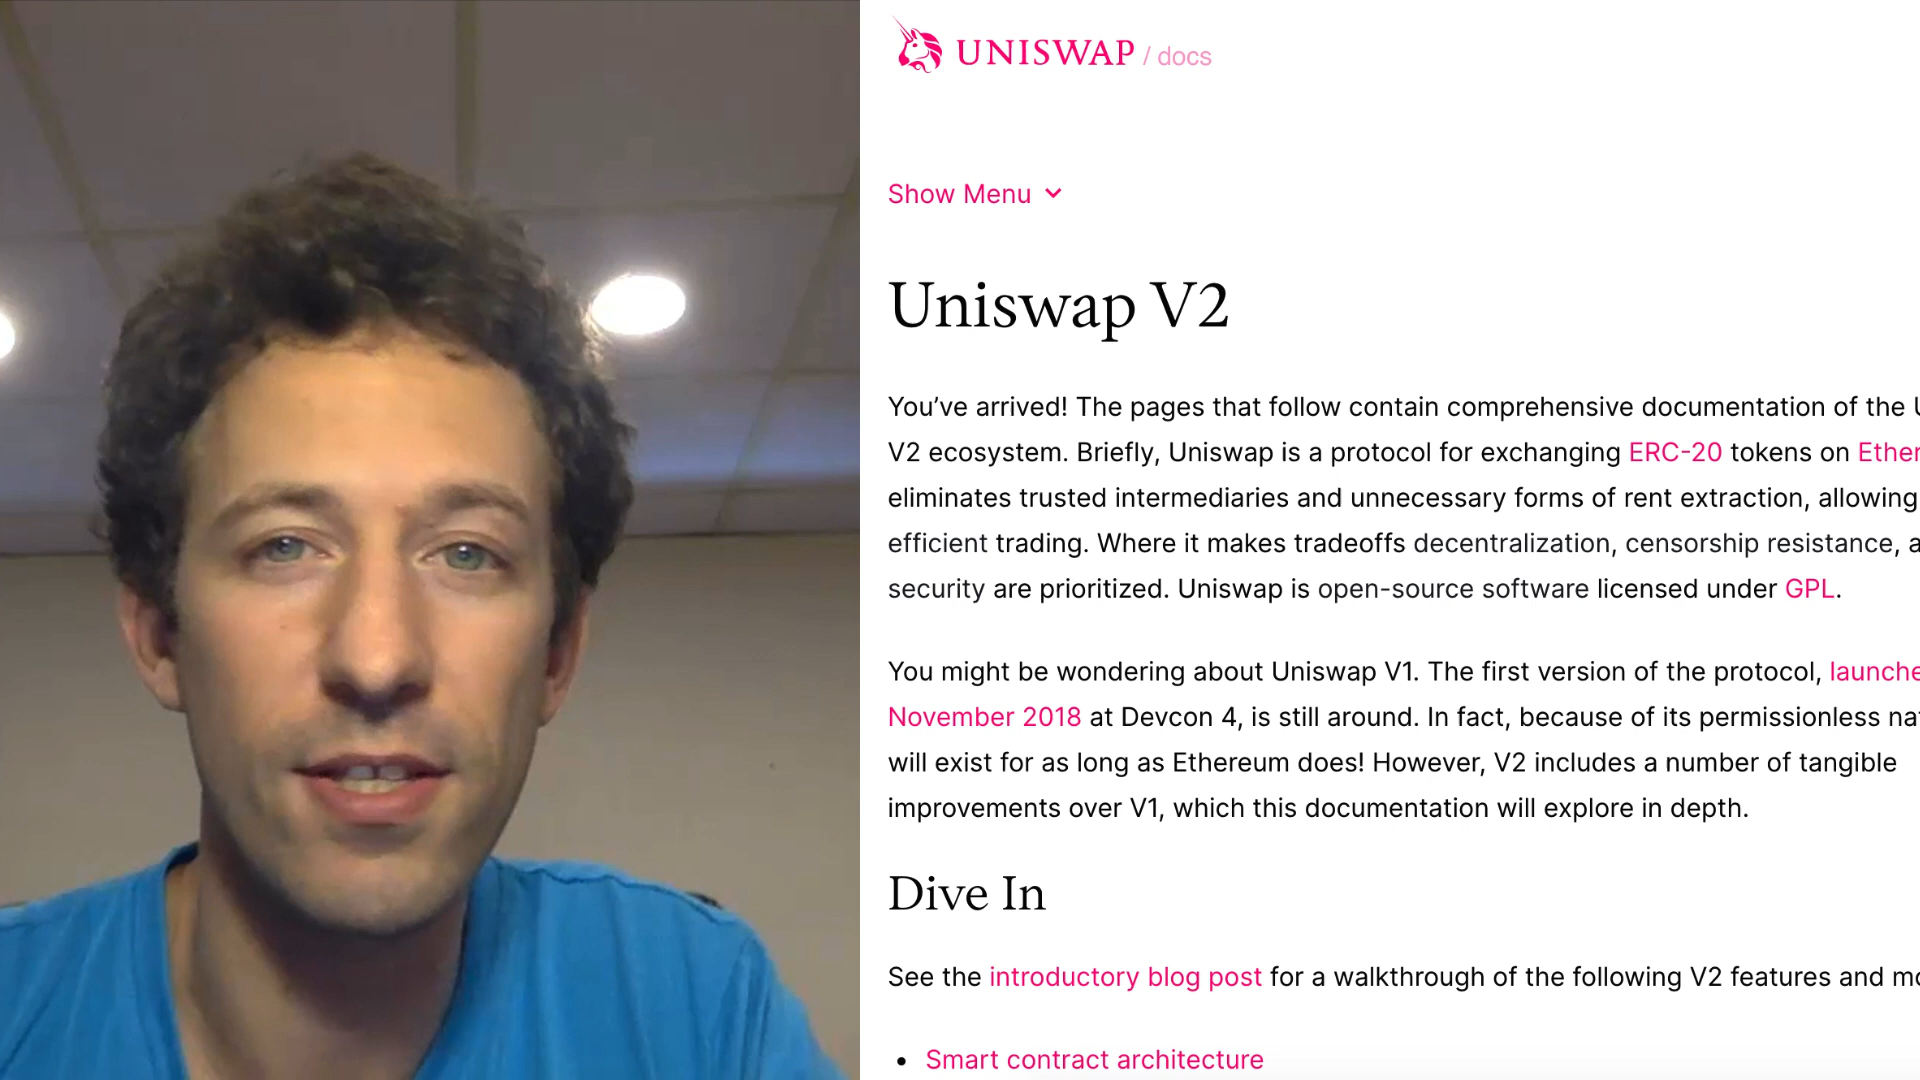 UNISWAP / docs
Show Menu
Uniswap V2
You’ve arrived! The pages that follow contain comprehensive documentation of the
V2 ecosystem. Briefly, Uniswap is a protocol for exchanging ERC-20 tokens on
eliminates trusted intermediaries and unnecessary forms of rent extraction, allowing
efficient trading. Where it makes tradeoffs decentralization, censorship resistance,
security are prioritized. Uniswap is open-source software licensed under GPL.
You might be wondering about Uniswap V1. The first version of the protocol,
November 2018 at Devcon 4, is still around. In fact, because of its permissionless
will exist for as long as Ethereum does! However, V2 includes a number of tangible
improvements over V1, which this documentation will explore in depth.
Dive In
See the introductory blog post for a walkthrough of the following V2 features and
• Smart contract architecture